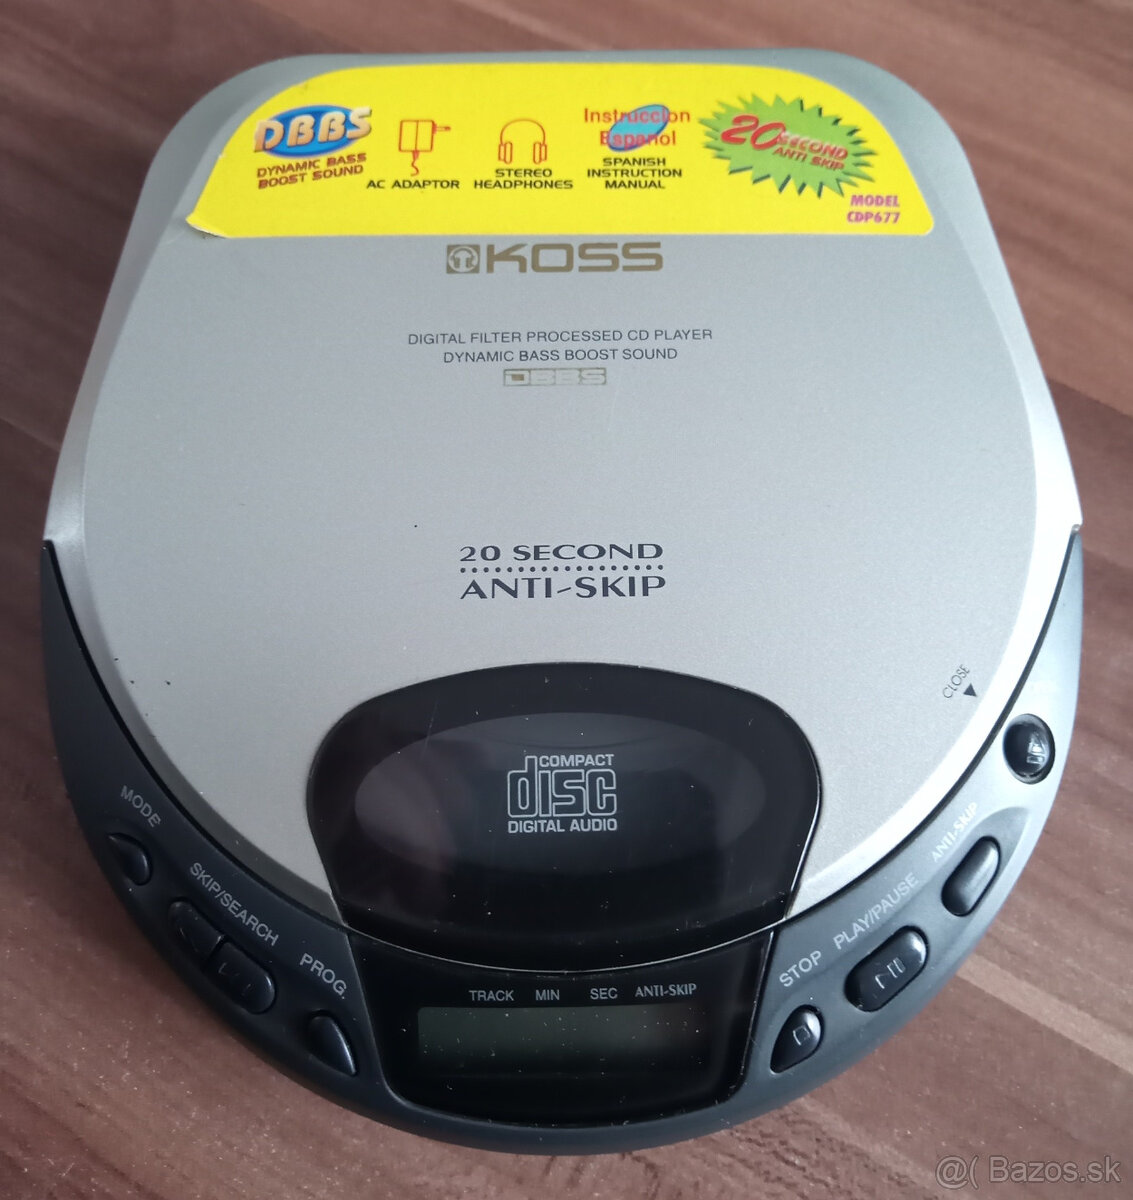 DBBS
DYNAMIC BASS
BOOST SOUND
AC ADAPTOR
STEREO
HEADPHONES
Instruccion
Espanol
SPANISH
INSTRUCTION
MANUAL
20 SECOND
ANTI SKIP
MODEL
CDP677
KOSS
DIGITAL FILTER PROCESSED CD PLAYER
DYNAMIC BASS BOOST SOUND
DBBS
20 SECOND
ANTI-SKIP
CLOSE
COMPACT
disc
DIGITAL AUDIO
MODE
SKIP/SEARCH
PROG.
STOP
PLAY/PAUSE
ANTI-SKIP
TRACK MIN SEC ANTI-SKIP
@( Bazos.sk